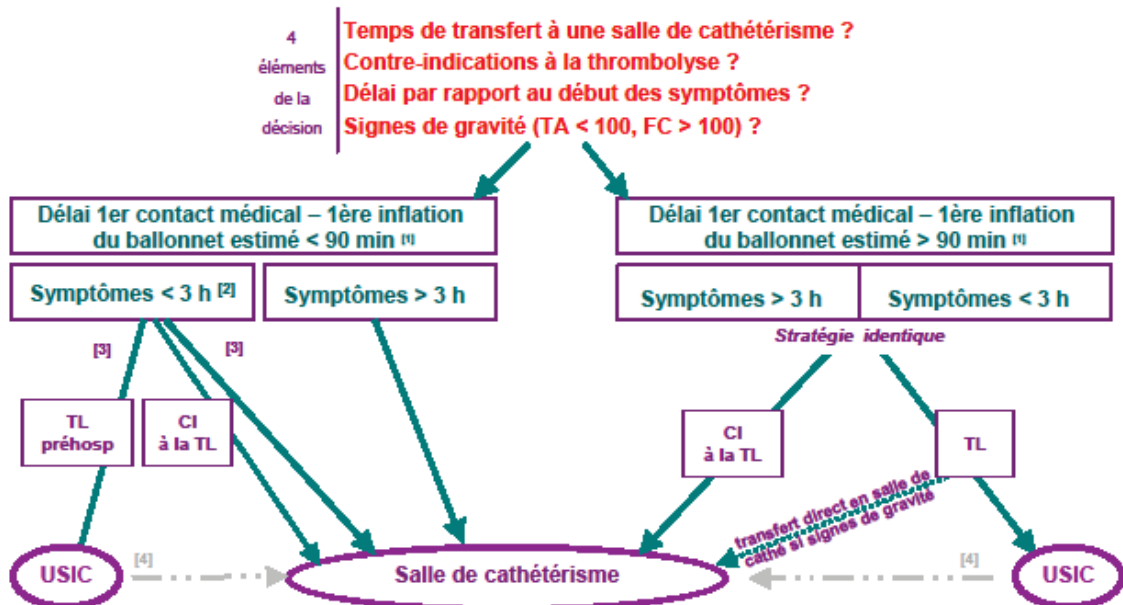 4
éléments
de la
décision
Temps de transfert à une salle de cathétérisme ?
Contre-indications à la thrombolyse ?
Délai par rapport au début des symptômes ?
Signes de gravité (TA < 100, FC > 100) ?
Délai 1er contact médical – 1ère inflation
du ballonnet estimé < 90 min [1]
Délai 1er contact médical – 1ère inflation
du ballonnet estimé > 90 min [1]
Symptômes < 3 h [2]
Symptômes > 3 h
Symptômes > 3 h
Symptômes < 3 h
Stratégie identique
[3]
[3]
TL
préhosp
CI
à la TL
CI
à la TL
TL
transfert direct en salle de
cathé si signes de gravité
USIC
[4]
Salle de cathétérisme
[4]
USIC